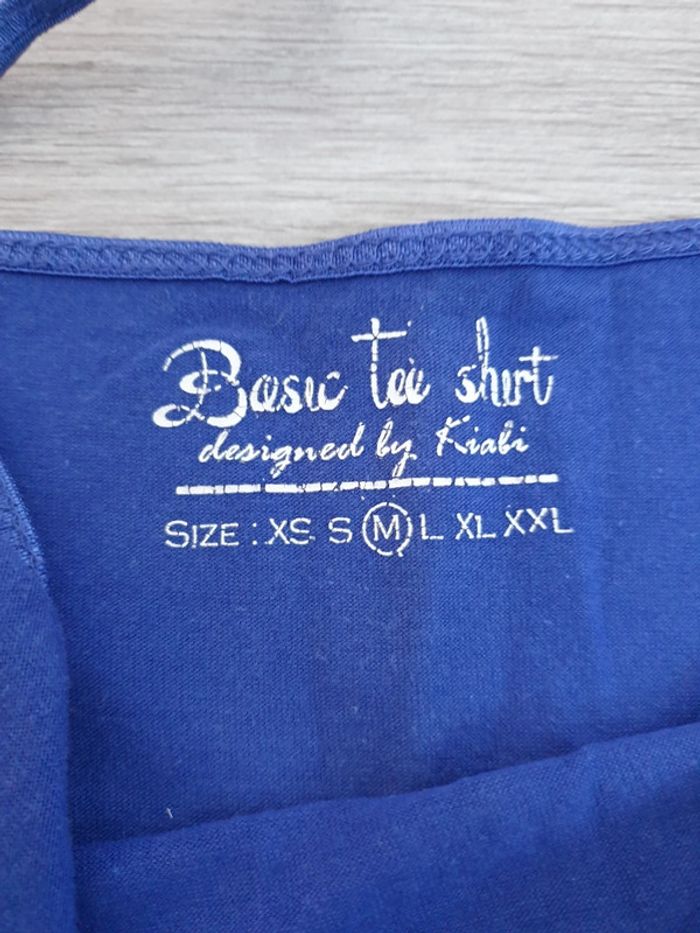 Basic tee shirt
designed by Kiabi
SIZE : XS S M L XL XXL